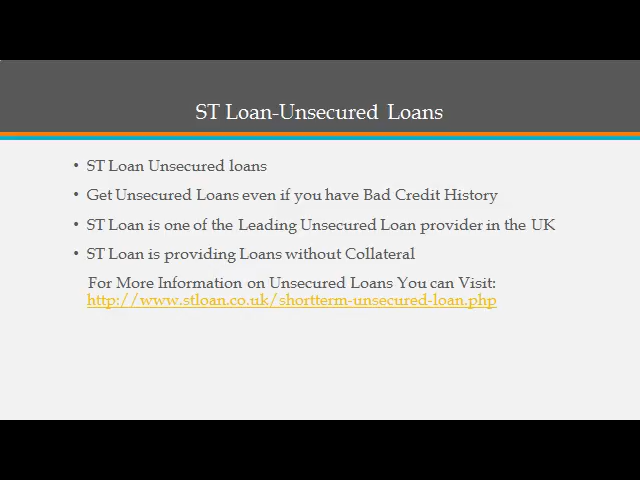 ST Loan-Unsecured Loans
• ST Loan Unsecured loans
• Get Unsecured Loans even if you have Bad Credit History
• ST Loan is one of the Leading Unsecured Loan provider in the UK
• ST Loan is providing Loans without Collateral
For More Information on Unsecured Loans You can Visit:
http://www.stloan.co.uk/shortterm-unsecured-loan.php